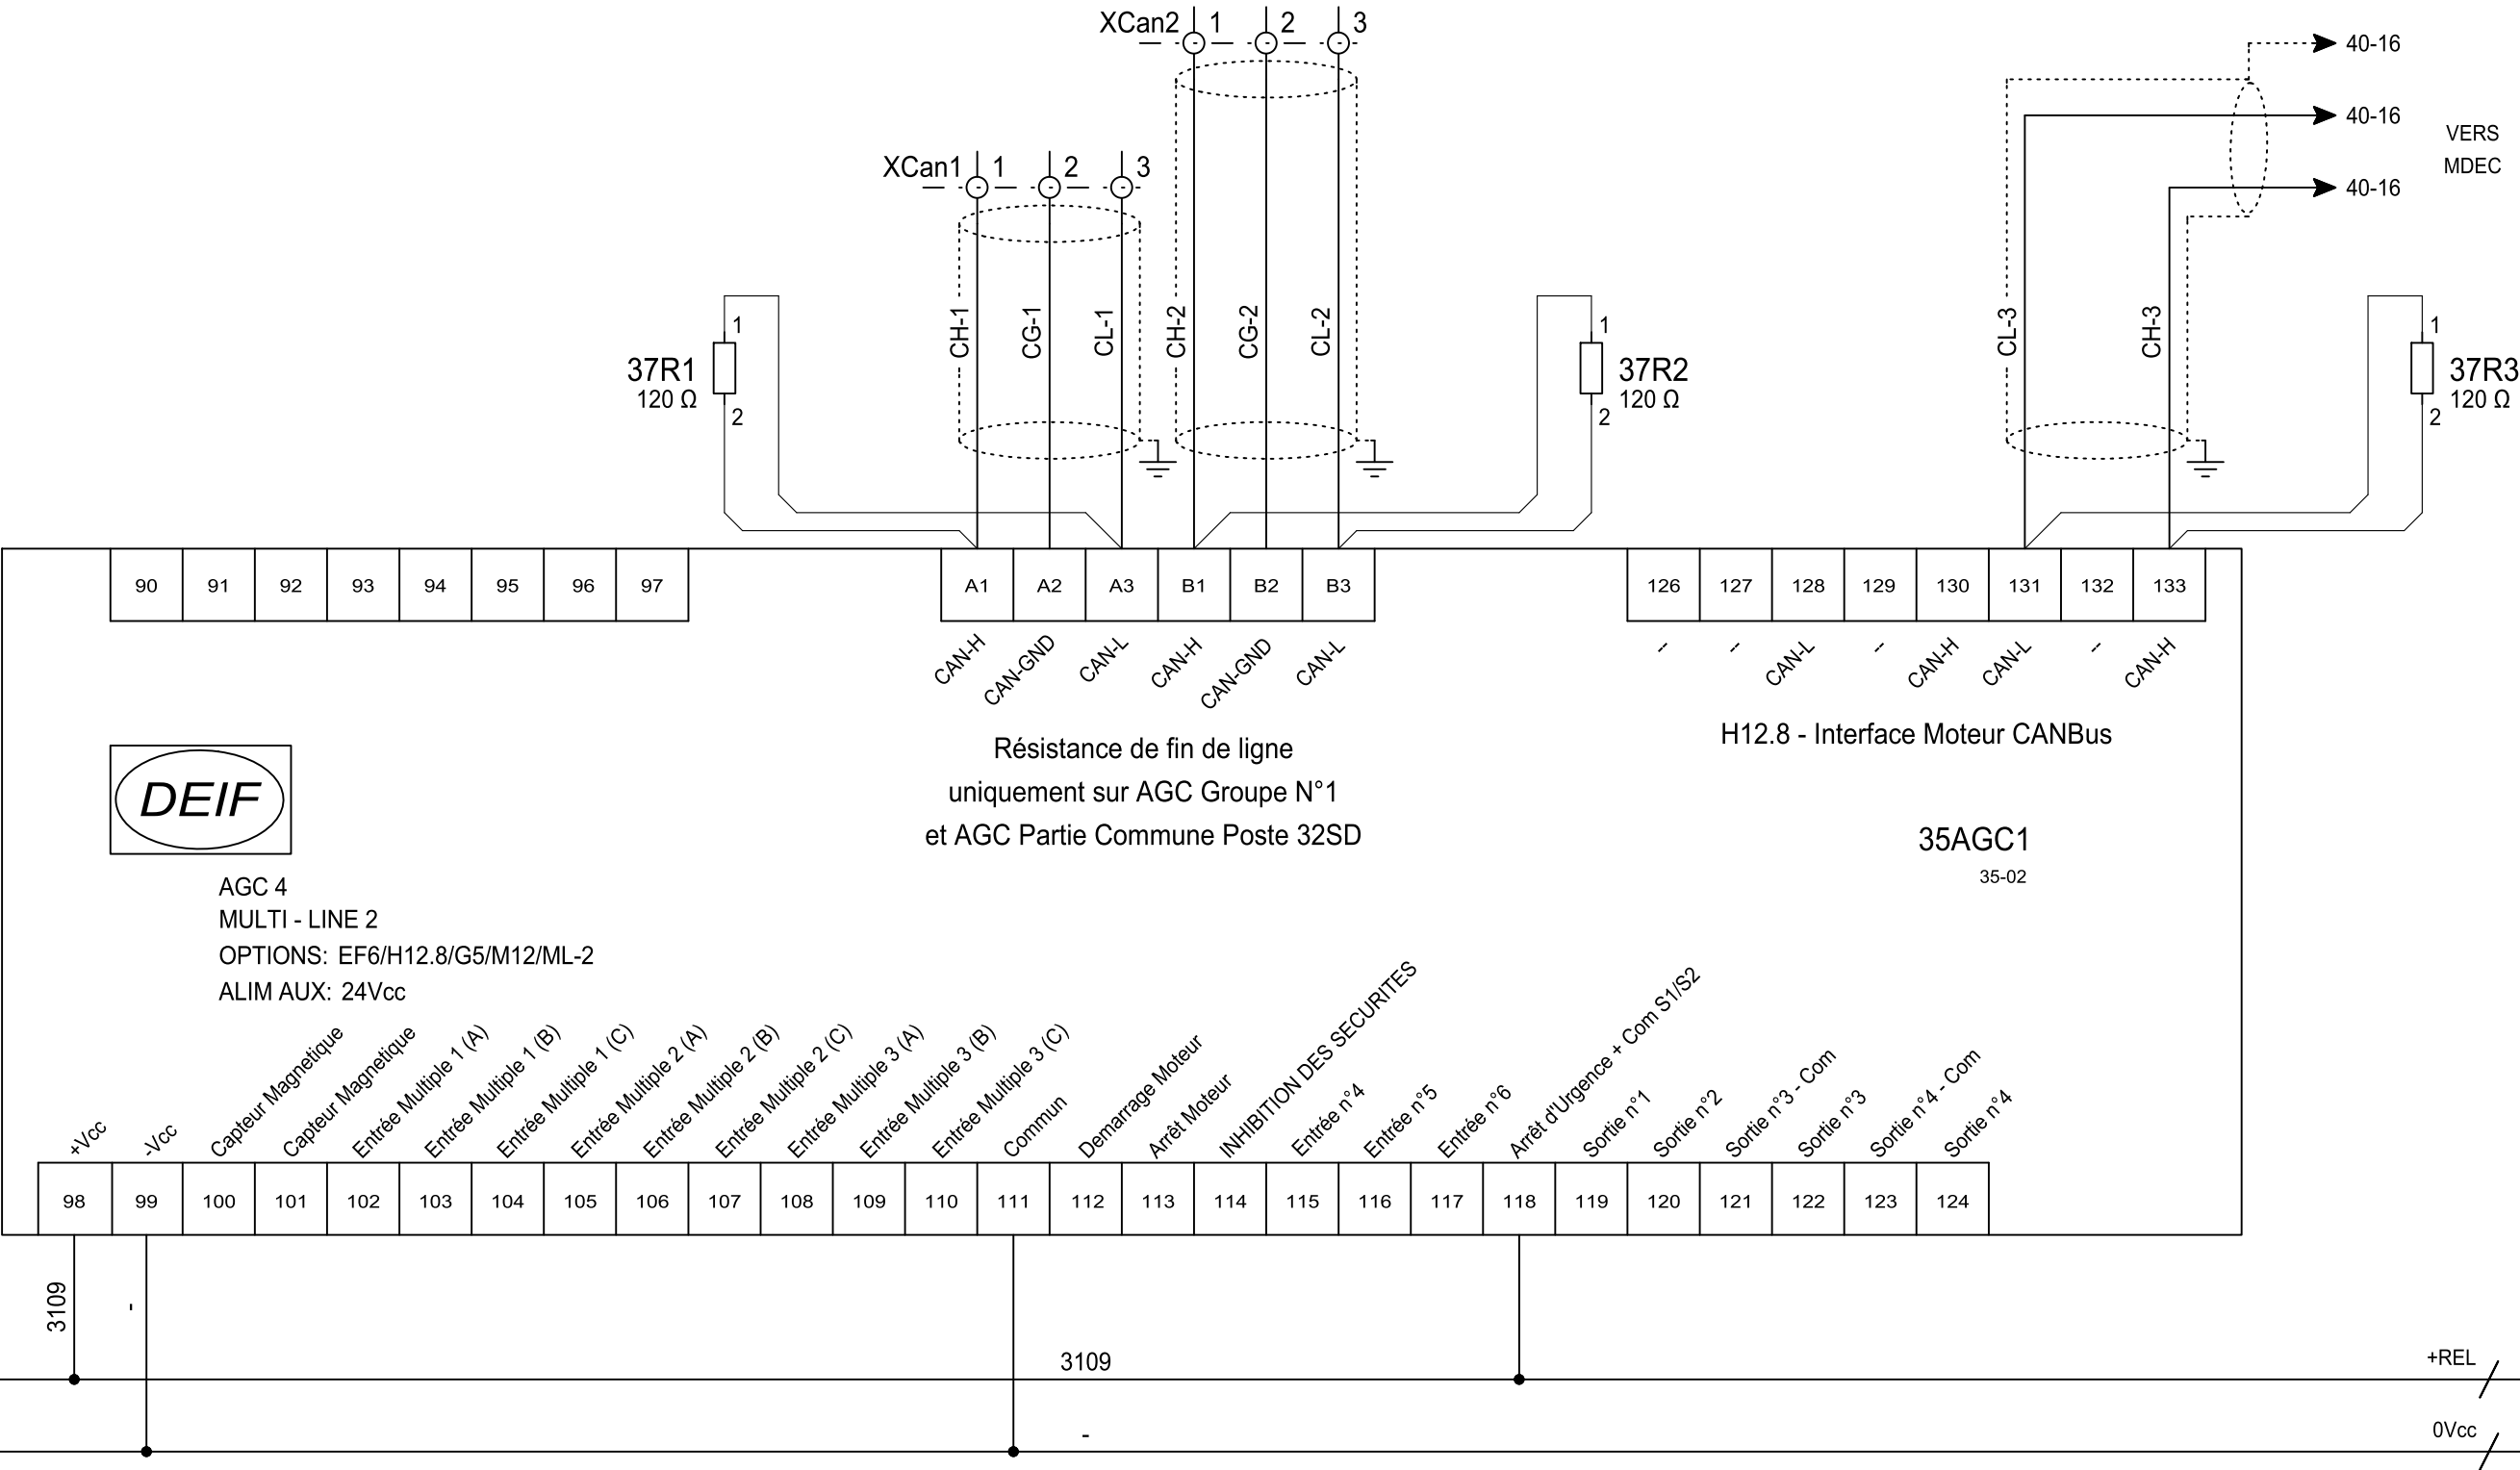 XCan2 1 2 3
40-16
40-16
VERS
MDEC
40-16
XCan1 1 2 3
CH-1
CG-1
CL-1
CH-2
CG-2
CL-2
CL-3
CH-3
1
37R1
120 Ω
2
1
37R2
120 Ω
2
1
37R3
120 Ω
2
90 91 92 93 94 95 96 97
A1 A2 A3 B1 B2 B3
126 127 128 129 130 131 132 133
CAN-H
CAN-GND
CAN-L
CAN-H
CAN-GND
CAN-L
--
--
CAN-L
--
CAN-H
CAN-L
--
CAN-H
Résistance de fin de ligne
uniquement sur AGC Groupe N°1
et AGC Partie Commune Poste 32SD
H12.8 - Interface Moteur CANBus
DEIF
35AGC1
35-02
AGC 4
MULTI - LINE 2
OPTIONS: EF6/H12.8/G5/M12/ML-2
ALIM AUX: 24Vcc
+Vcc
-Vcc
Capteur Magnetique
Capteur Magnetique
Entrée Multiple 1 (A)
Entrée Multiple 1 (B)
Entrée Multiple 1 (C)
Entrée Multiple 2 (A)
Entrée Multiple 2 (B)
Entrée Multiple 2 (C)
Entrée Multiple 3 (A)
Entrée Multiple 3 (B)
Entrée Multiple 3 (C)
Commun
Demarrage Moteur
Arrêt Moteur
INHIBITION DES SECURITES
Entrée n°4
Entrée n°5
Entrée n°6
Arrêt d'Urgence + Com S1/S2
Sortie n°1
Sortie n°2
Sortie n°3 - Com
Sortie n°3
Sortie n°4 - Com
Sortie n°4
98 99 100 101 102 103 104 105 106 107 108 109 110 111 112 113 114 115 116 117 118 119 120 121 122 123 124
3109
-
3109
+REL
-
0Vcc